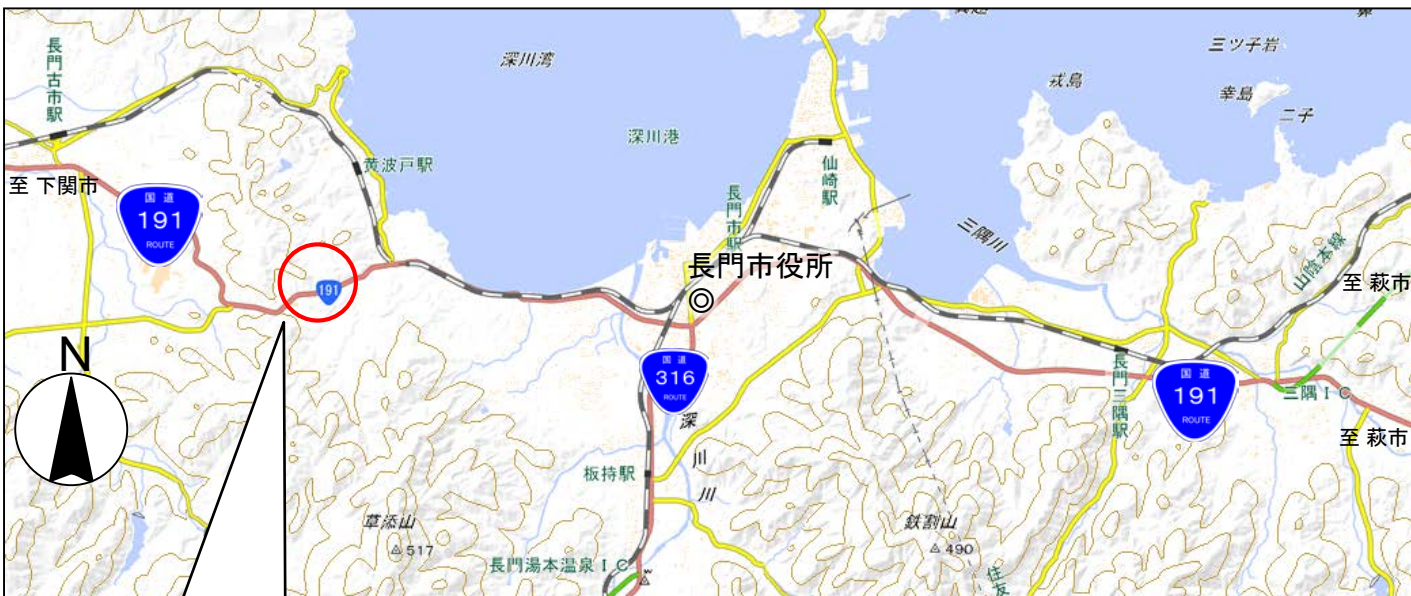 長門古市駅
至 下関市
国道
191
ROUTE
黄波戸駅
191
深川湾
深川港
仙崎駅
長門市駅
長門市役所
三ツ子岩
戎島
幸島
二子
三隅川
山陰本線
至 萩市
国道
316
ROUTE
深川川
板持駅
長門三隅駅
国道
191
ROUTE
三隅IC
至 萩市
N
草添山
517
鉄割山
490
長門湯本温泉IC
住友